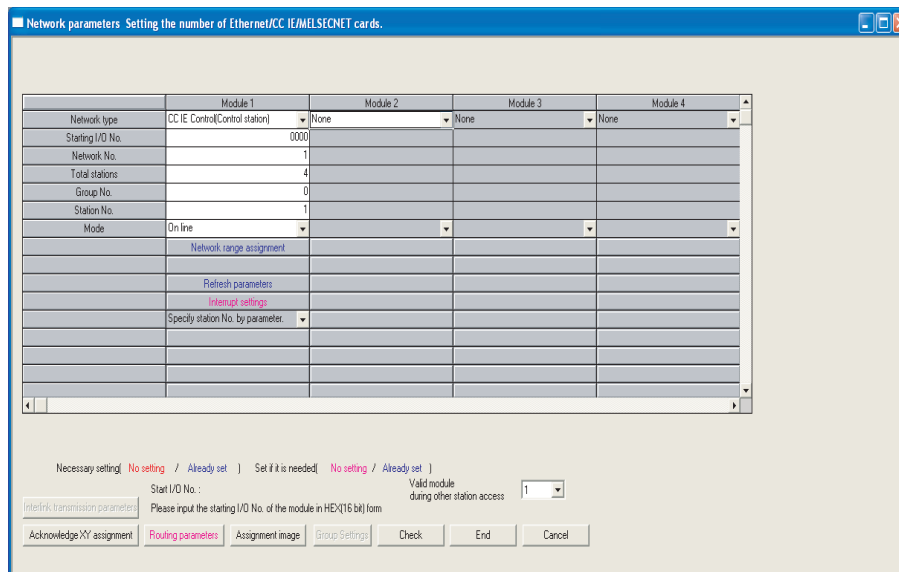 Network parameters  Setting the number of Ethernet/CC IE/MELSECNET cards.
Module 1 Module 2 Module 3 Module 4
Network type CC IE Control(Control station) None None None
Starting I/O No. 0000
Network No. 1
Total stations 4
Group No. 0
Station No. 1
Mode On line
Network range assignment
Refresh parameters
Interrupt settings
Specify station No. by parameter.
Necessary setting( No setting / Already set ) Set if it is needed( No setting / Already set )
Start I/O No. : Valid module
during other station access 1
Interlink transmission parameters Please input the starting I/O No. of the module in HEX(16 bit) form
Acknowledge XY assignment Routing parameters Assignment image Group Settings Check End Cancel